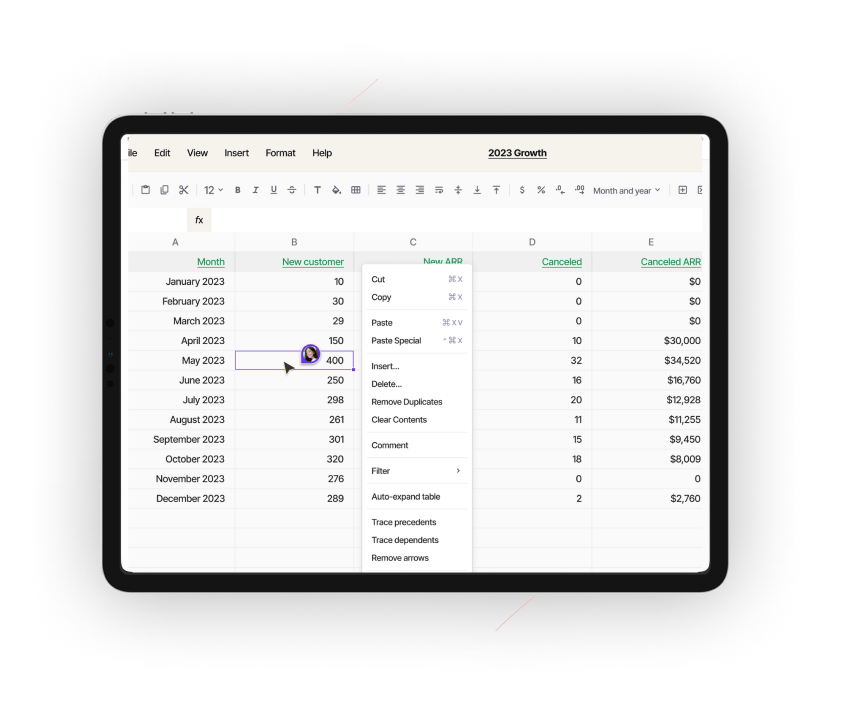 ile Edit View Insert Format Help 2023 Growth
12 B I U S T $ % .0 .00 Month and year
fx
A B C D E
Month New customer New ARR Canceled Canceled ARR
January 2023 10 0 $0
February 2023 30 0 $0
March 2023 29 0 $0
April 2023 150 10 $30,000
May 2023 400 32 $34,520
June 2023 250 16 $16,760
July 2023 298 20 $12,928
August 2023 261 11 $11,255
September 2023 301 15 $9,450
October 2023 320 18 $8,009
November 2023 276 0 0
December 2023 289 2 $2,760
Cut ⌘ X
Copy ⌘ X
Paste ⌘ X V
Paste Special ⌃ ⌘ X
Insert...
Delete...
Remove Duplicates
Clear Contents
Comment
Filter
Auto-expand table
Trace precedents
Trace dependents
Remove arrows